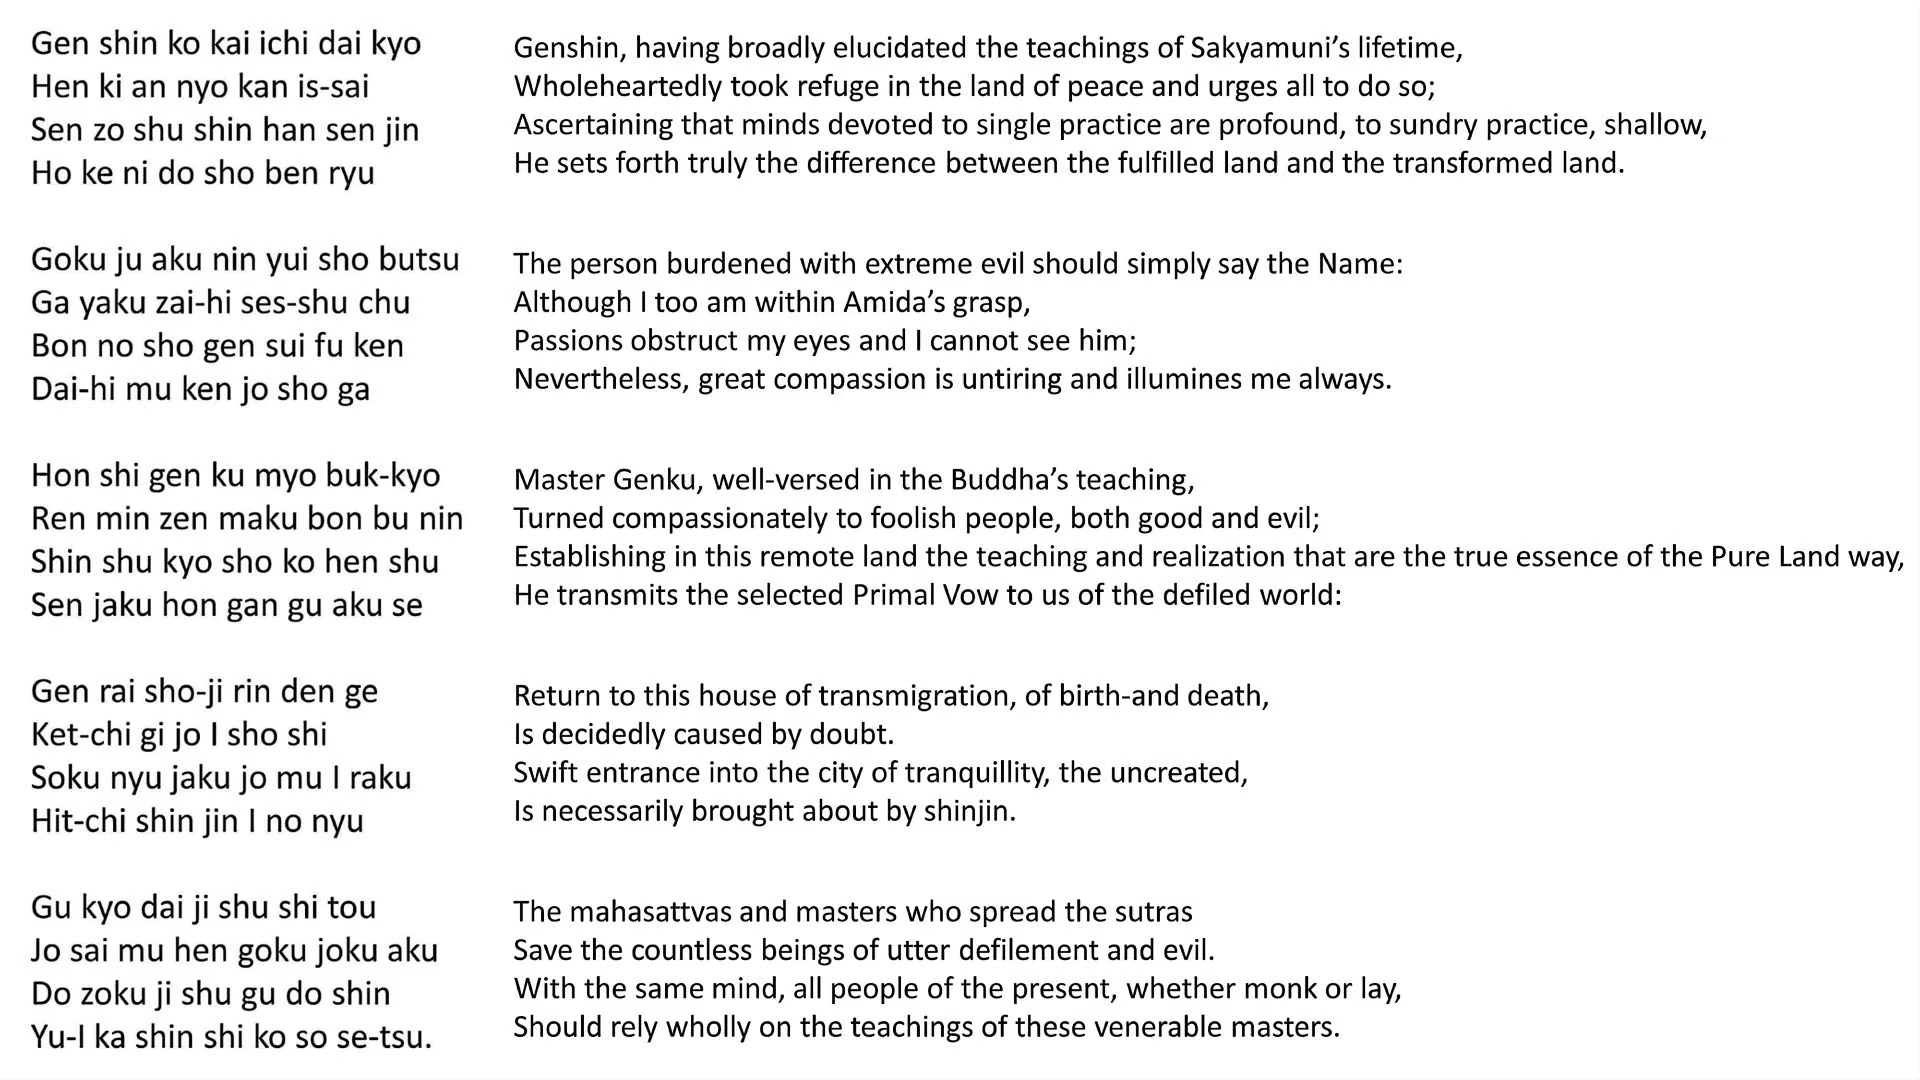 Gen shin ko kai ichi dai kyo
Hen ki an nyo kan is-sai
Sen zo shu shin han sen jin
Ho ke ni do sho ben ryu
Genshin, having broadly elucidated the teachings of Sakyamuni’s lifetime,
Wholeheartedly took refuge in the land of peace and urges all to do so;
Ascertaining that minds devoted to single practice are profound, to sundry practice, shallow,
He sets forth truly the difference between the fulfilled land and the transformed land.
Goku ju aku nin yui sho butsu
Ga yaku zai-hi ses-shu chu
Bon no sho gen sui fu ken
Dai-hi mu ken jo sho ga
The person burdened with extreme evil should simply say the Name:
Although I too am within Amida’s grasp,
Passions obstruct my eyes and I cannot see him;
Nevertheless, great compassion is untiring and illumines me always.
Hon shi gen ku myo buk-kyo
Ren min zen maku bon bu nin
Shin shu kyo sho ko hen shu
Sen jaku hon gan gu aku se
Master Genku, well-versed in the Buddha’s teaching,
Turned compassionately to foolish people, both good and evil;
Establishing in this remote land the teaching and realization that are the true essence of the Pure Land way,
He transmits the selected Primal Vow to us of the defiled world:
Gen rai sho-ji rin den ge
Ket-chi gi jo I sho shi
Soku nyu jaku jo mu I raku
Hit-chi shin jin I no nyu
Return to this house of transmigration, of birth-and death,
Is decidedly caused by doubt.
Swift entrance into the city of tranquillity, the uncreated,
Is necessarily brought about by shinjin.
Gu kyo dai ji shu shi tou
Jo sai mu hen goku joku aku
Do zoku ji shu gu do shin
Yu-I ka shin shi ko so se-tsu.
The mahasattvas and masters who spread the sutras
Save the countless beings of utter defilement and evil.
With the same mind, all people of the present, whether monk or lay,
Should rely wholly on the teachings of these venerable masters.